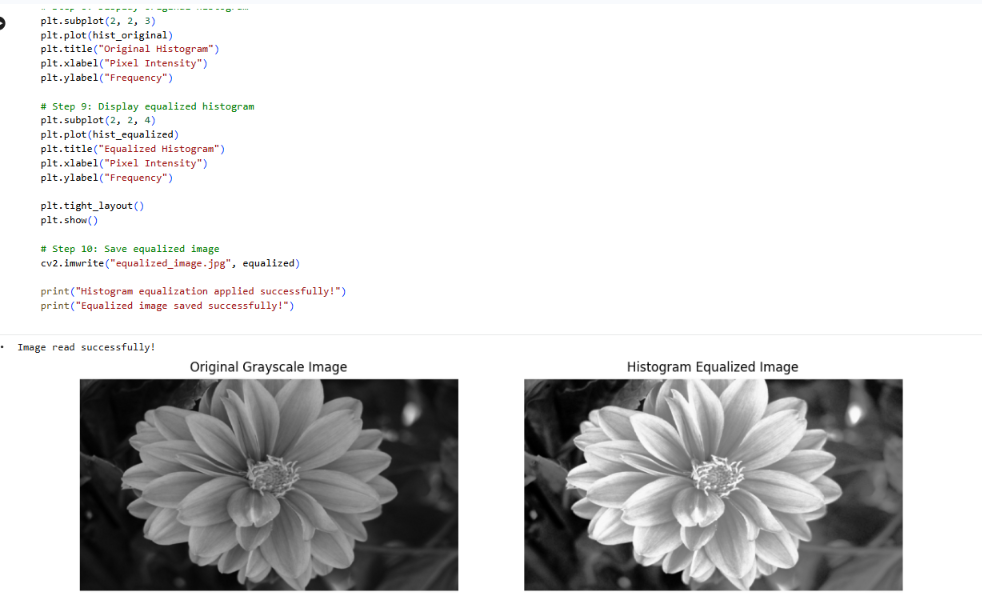 plt.subplot(2, 2, 3)
plt.plot(hist_original)
plt.title("Original Histogram")
plt.xlabel("Pixel Intensity")
plt.ylabel("Frequency")
# Step 9: Display equalized histogram
plt.subplot(2, 2, 4)
plt.plot(hist_equalized)
plt.title("Equalized Histogram")
plt.xlabel("Pixel Intensity")
plt.ylabel("Frequency")
plt.tight_layout()
plt.show()
# Step 10: Save equalized image
cv2.imwrite("equalized_image.jpg", equalized)
print("Histogram equalization applied successfully!")
print("Equalized image saved successfully!")
Image read successfully!
Original Grayscale Image
Histogram Equalized Image